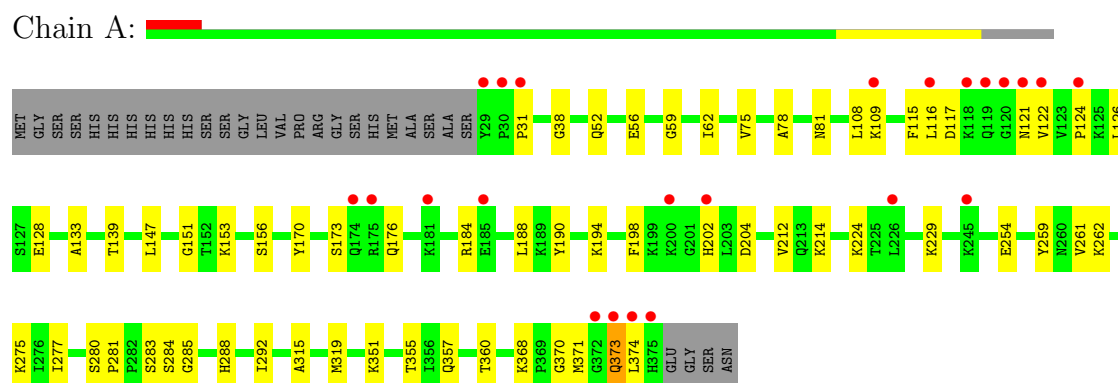 Chain A:
MET GLY SER SER HIS HIS HIS HIS HIS HIS SER SER GLY LEU VAL PRO ARG GLY SER HIS MET ALA SER ALA SER Y29 P30 P31 G38 Q52 E56 G59 I62 V75 A78 N81 L108 K109 F115 L116 D117 K118 Q119 G120 N121 V122 V123 P124 K125 L126
S127 E128 A133 T139 L147 G151 T152 K153 S156 Y170 S173 Q174 R175 Q176 K181 R184 E185 L188 K189 Y190 K194 F198 K199 K200 G201 H202 L203 D204 V212 Q213 K214 K224 T225 L226 K229 K245 E254 Y259 N260 V261 K262
K275 I276 I277 S280 P281 P282 S283 S284 G285 H288 I292 A315 M319 K351 T355 I356 Q357 T360 K368 P369 G370 M371 G372 Q373 L374 H375 GLU GLY SER ASN